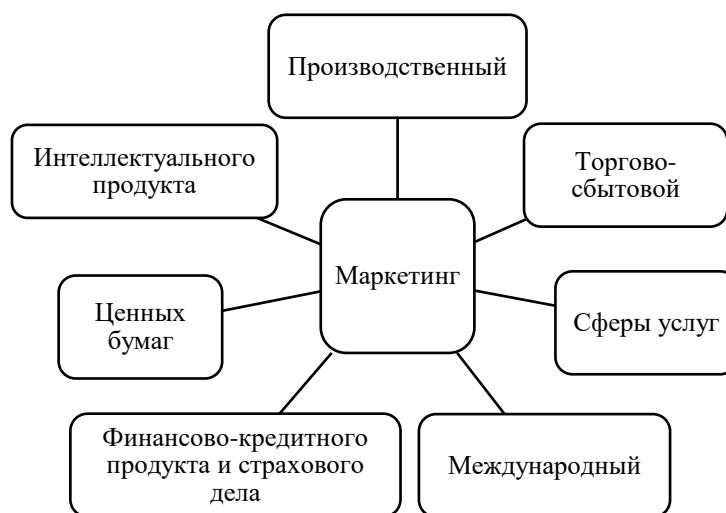 Производственный
Интеллектуального
продукта
Торгово-
сбытовой
Маркетинг
Ценных
бумаг
Сферы услуг
Финансово-кредитного
продукта и страхового
дела
Международный